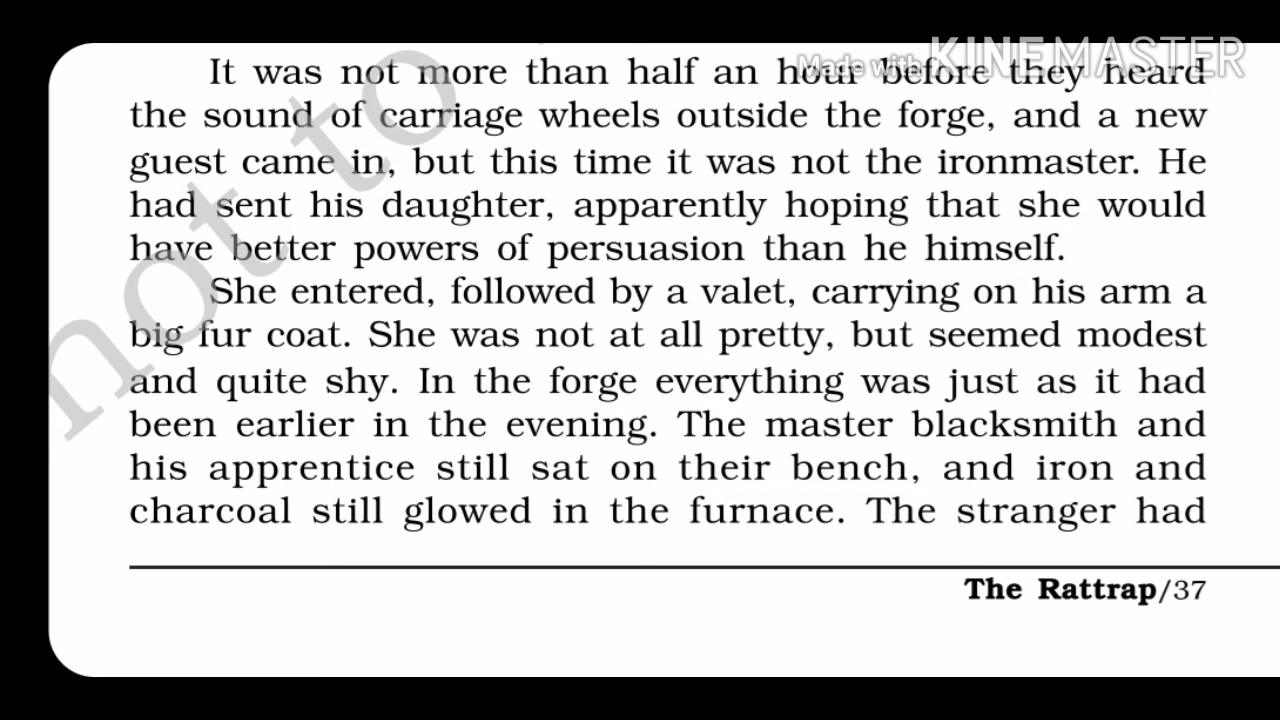 Made with KINEMASTER
It was not more than half an hour before they heard
the sound of carriage wheels outside the forge, and a new
guest came in, but this time it was not the ironmaster. He
had sent his daughter, apparently hoping that she would
have better powers of persuasion than he himself.
She entered, followed by a valet, carrying on his arm a
big fur coat. She was not at all pretty, but seemed modest
and quite shy. In the forge everything was just as it had
been earlier in the evening. The master blacksmith and
his apprentice still sat on their bench, and iron and
charcoal still glowed in the furnace. The stranger had
The Rattrap/37
not to